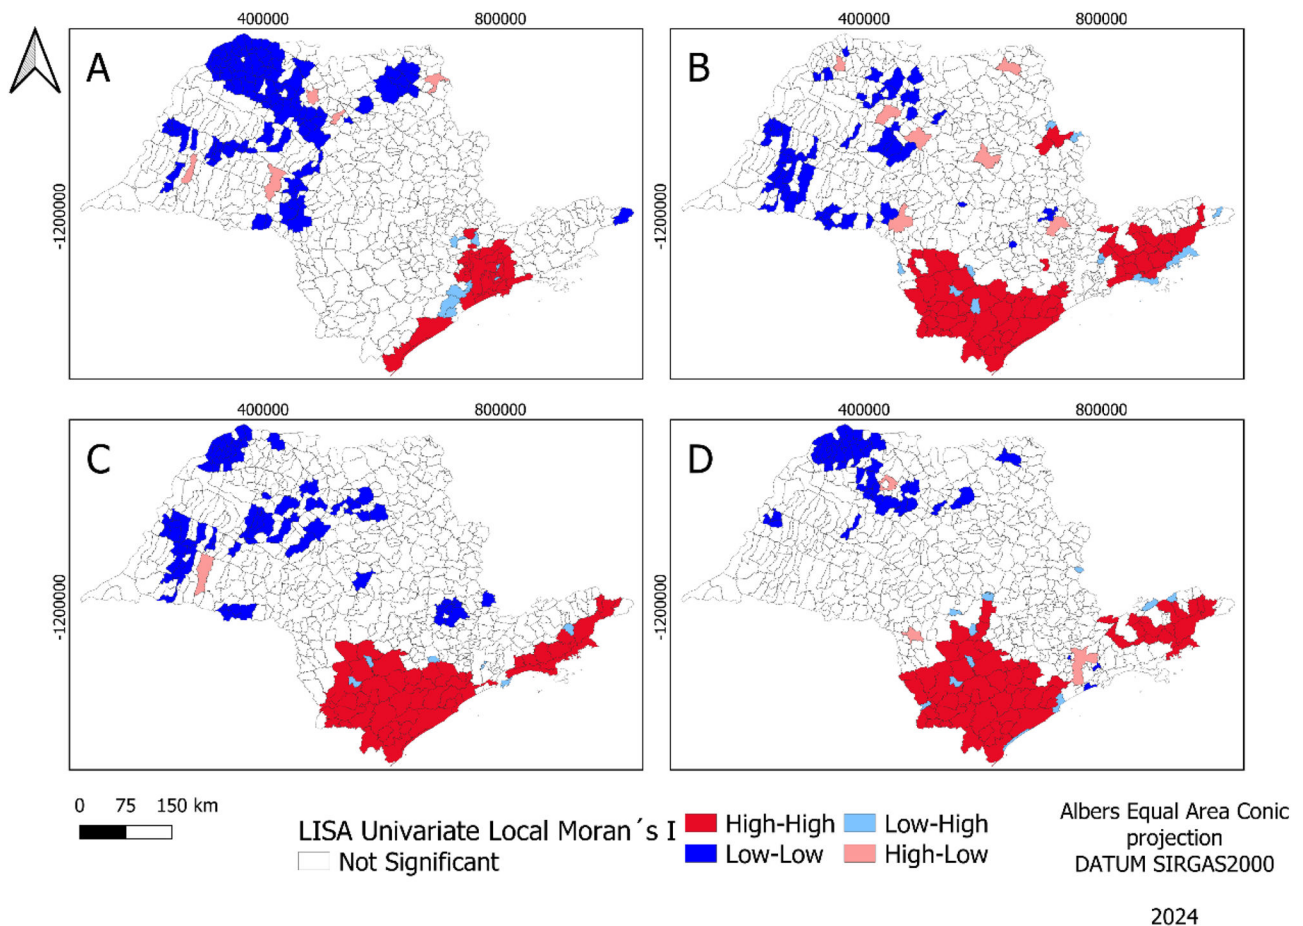 400000 800000 400000 800000
A B
-1200000 -1200000
400000 800000 400000 800000
C D
-1200000 -1200000
0 75 150 km
LISA Univariate Local Moran´s I
Not Significant
High-High Low-High
Low-Low High-Low
Albers Equal Area Conic
projection
DATUM SIRGAS2000
2024